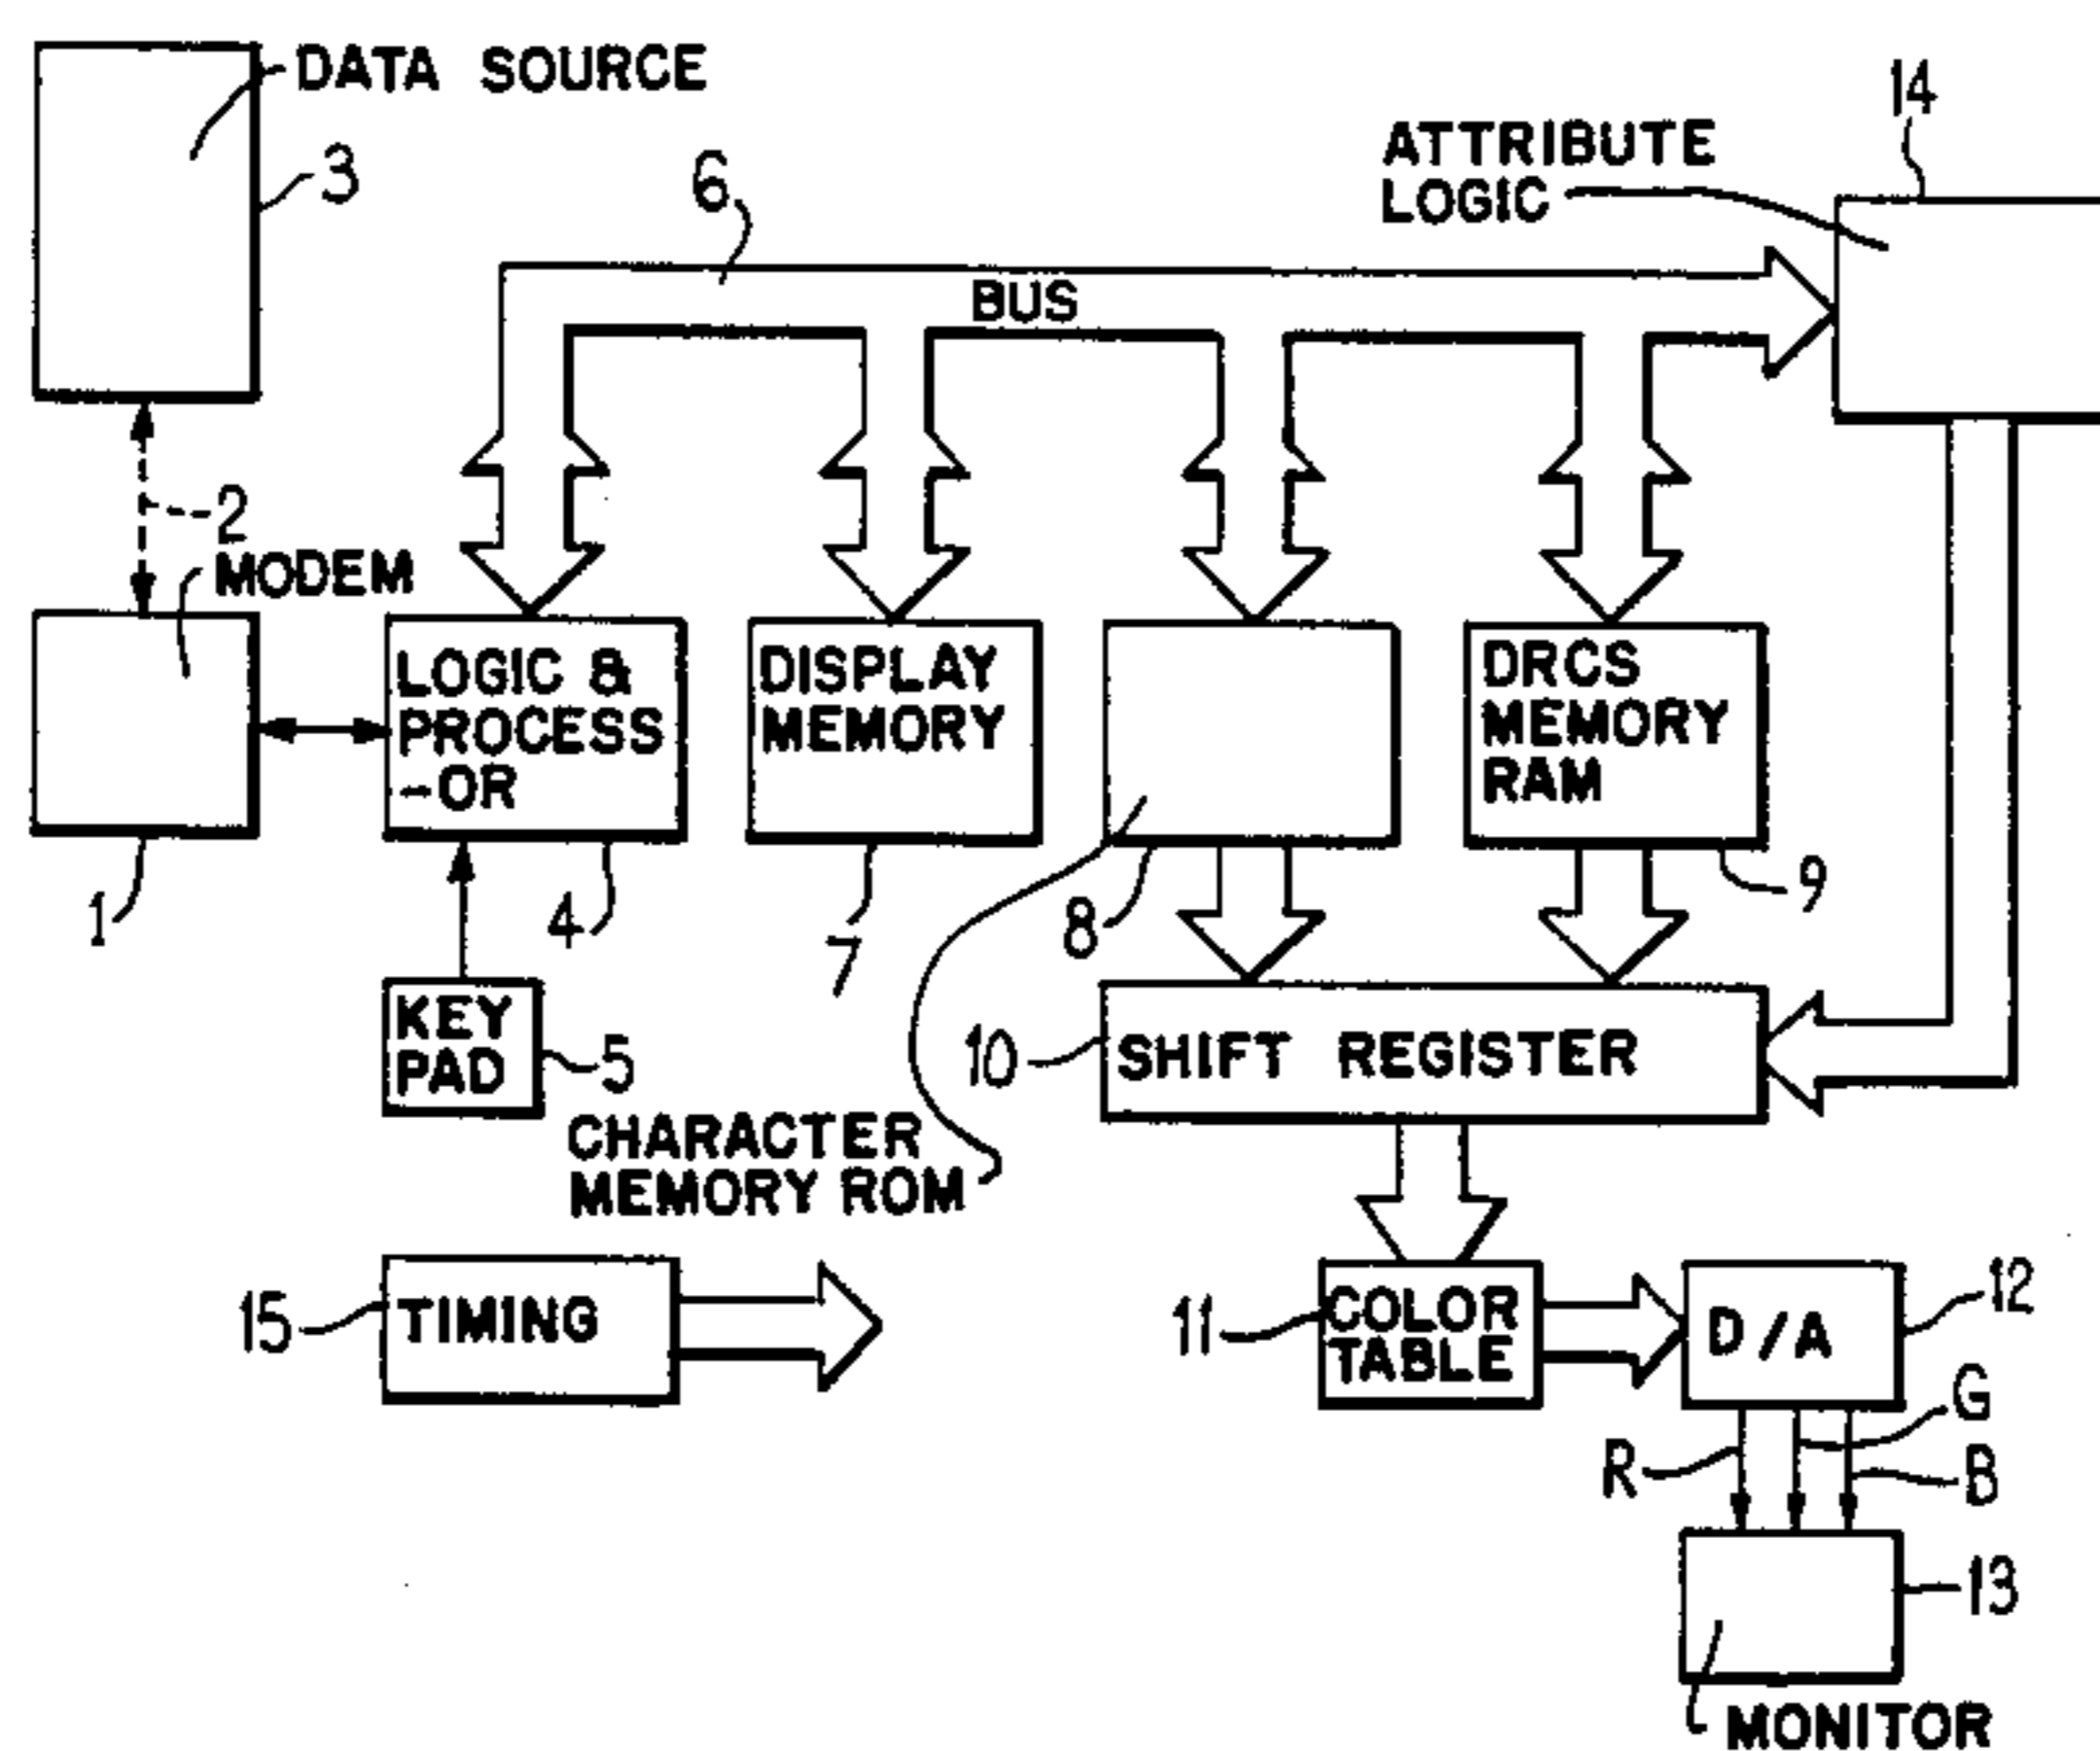 DATA SOURCE
3
14
ATTRIBUTE
LOGIC
6
BUS
2
MODEM
LOGIC &
PROCESS
-OR
DISPLAY
MEMORY
DRCS
MEMORY
RAM
1
4
7
8
9
KEY
PAD
5
10
SHIFT REGISTER
CHARACTER
MEMORY ROM
15
TIMING
11
COLOR
TABLE
D/A
12
R
G
B
13
MONITOR